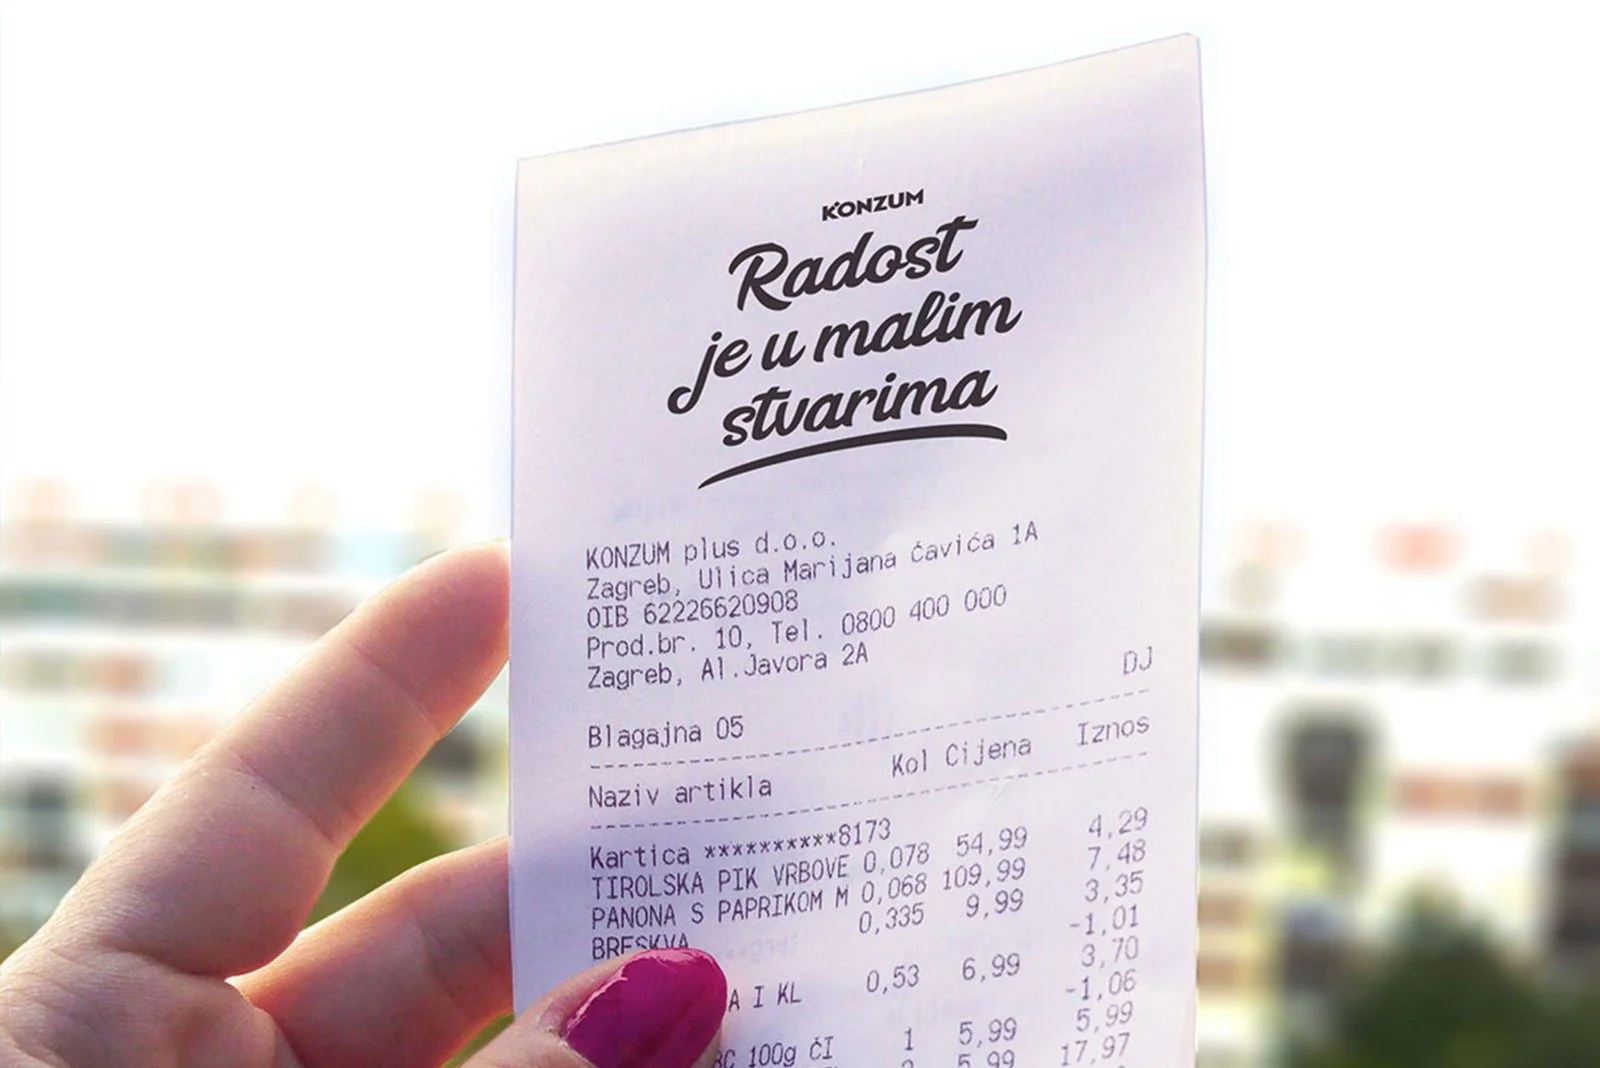 KONZUM
Radost
je u malim
stvarima
KONZUM plus d.o.o.
Zagreb, Ulica Marijana čavića 1A
OIB 62226620908
Prod.br. 10, Tel. 0800 400 000
Zagreb, Al.Javora 2A
DJ
Blagajna 05
Naziv artikla Kol Cijena Iznos
Kartica **********8173
TIROLSKA PIK VRBOVE 0,078 54,99 4,29
PANONA S PAPRIKOM M 0,068 109,99 7,48
BRESKVA 0,335 9,99 3,35
-1,01
A I KL 0,53 6,99 3,70
-1,06
100g čI 1 5,99 5,99
5,99 17,97